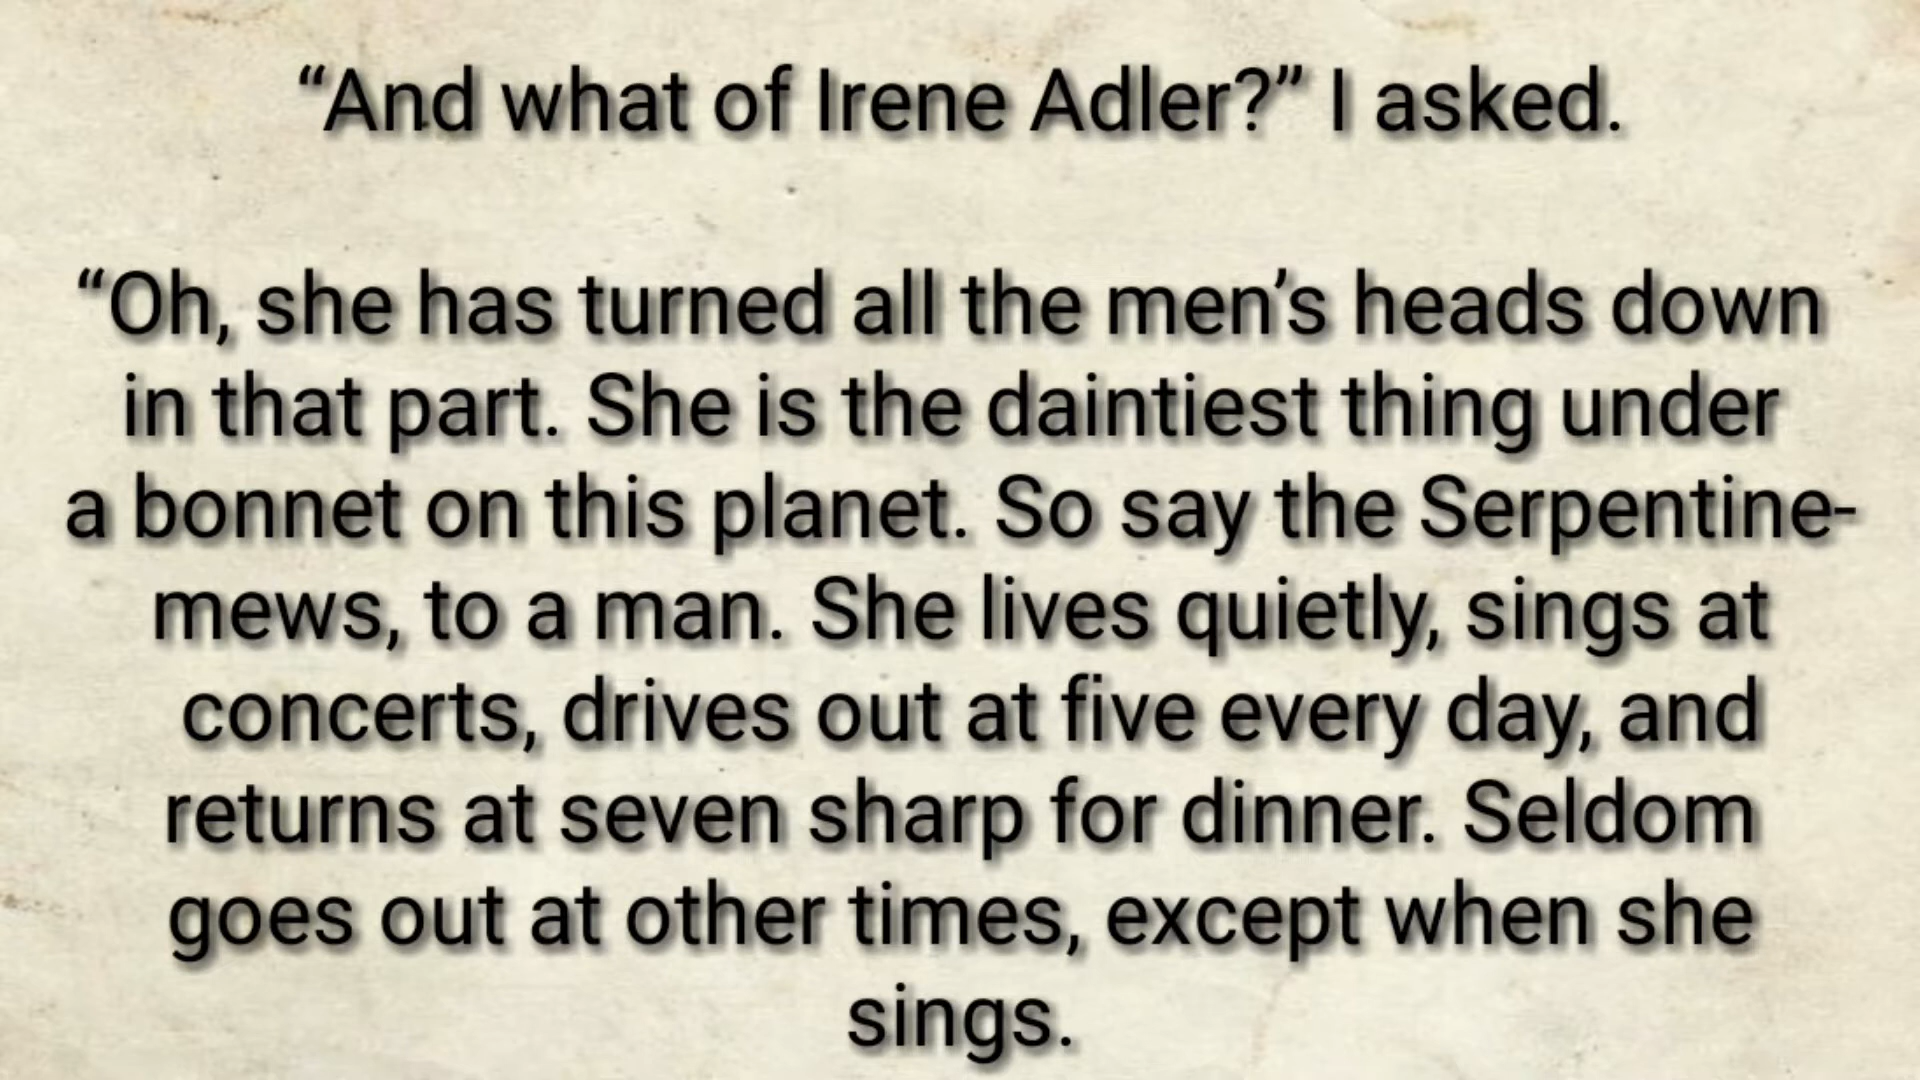 “And what of Irene Adler?” I asked.
“Oh, she has turned all the men’s heads down
in that part. She is the daintiest thing under
a bonnet on this planet. So say the Serpentine-
mews, to a man. She lives quietly, sings at
concerts, drives out at five every day, and
returns at seven sharp for dinner. Seldom
goes out at other times, except when she
sings.